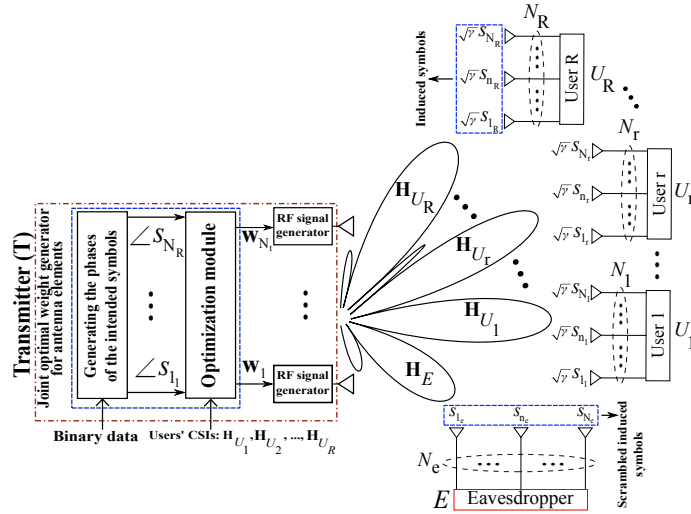 Transmitter (T)
Joint optimal weight generator
for antenna elements
Generating the phases
of the intended symbols
∠S_{N_R}
∠S_{1_1}
Optimization module
W_{N_t}
W_1
RF signal
generator
RF signal
generator
Binary data
Users' CSIs: H_{U_1}, H_{U_2}, ..., H_{U_R}
H_{U_R}
H_{U_r}
H_{U_1}
H_E
Induced symbols
√γ S_{N_R}
√γ S_{n_R}
√γ S_{1_R}
N_R
User R
U_R
√γ S_{N_r}
√γ S_{n_r}
√γ S_{1_r}
N_r
User r
U_r
√γ S_{N_1}
√γ S_{n_1}
√γ S_{1_1}
N_1
User 1
U_1
S_{1_e}
S_{n_e}
S_{N_e}
Scrambled induced
symbols
N_e
E
Eavesdropper